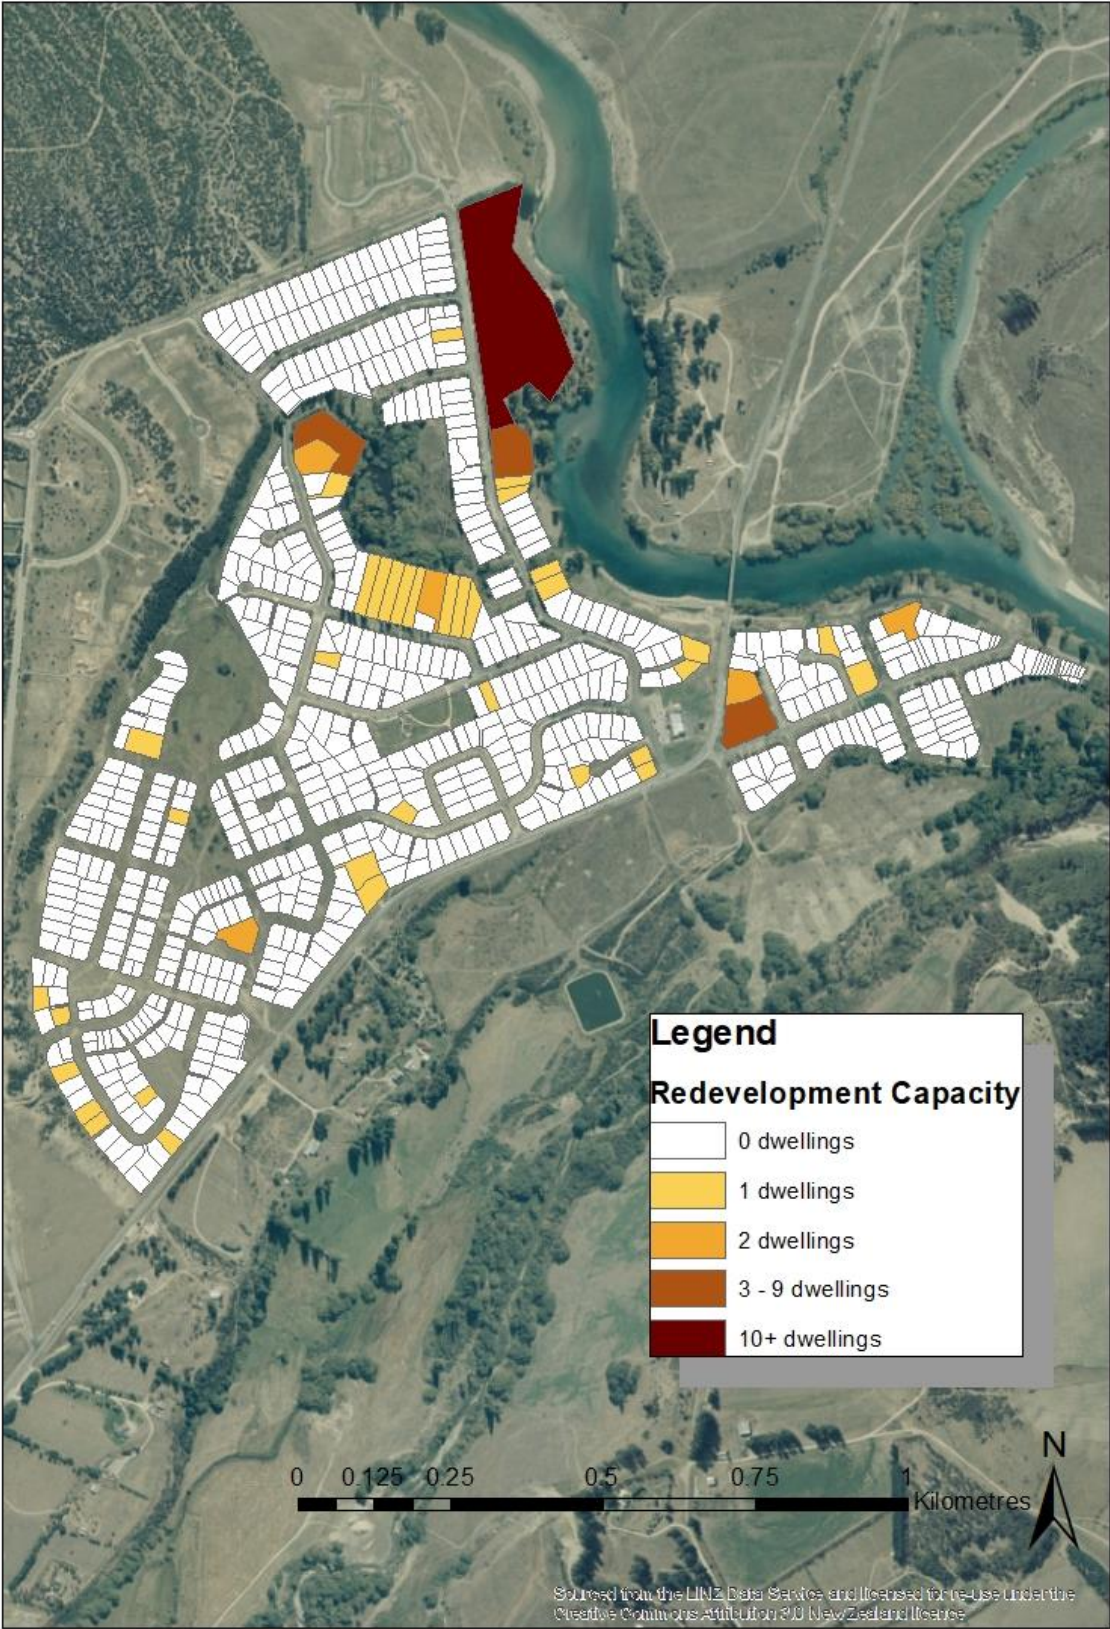 Legend
Redevelopment Capacity
0 dwellings
1 dwellings
2 dwellings
3 - 9 dwellings
10+ dwellings
N
0 0.125 0.25 0.5 0.75 1
Kilometres
Sourced from the LINZ Data Service and licensed for re-use under the
Creative Commons Attribution 3.0 New Zealand licence